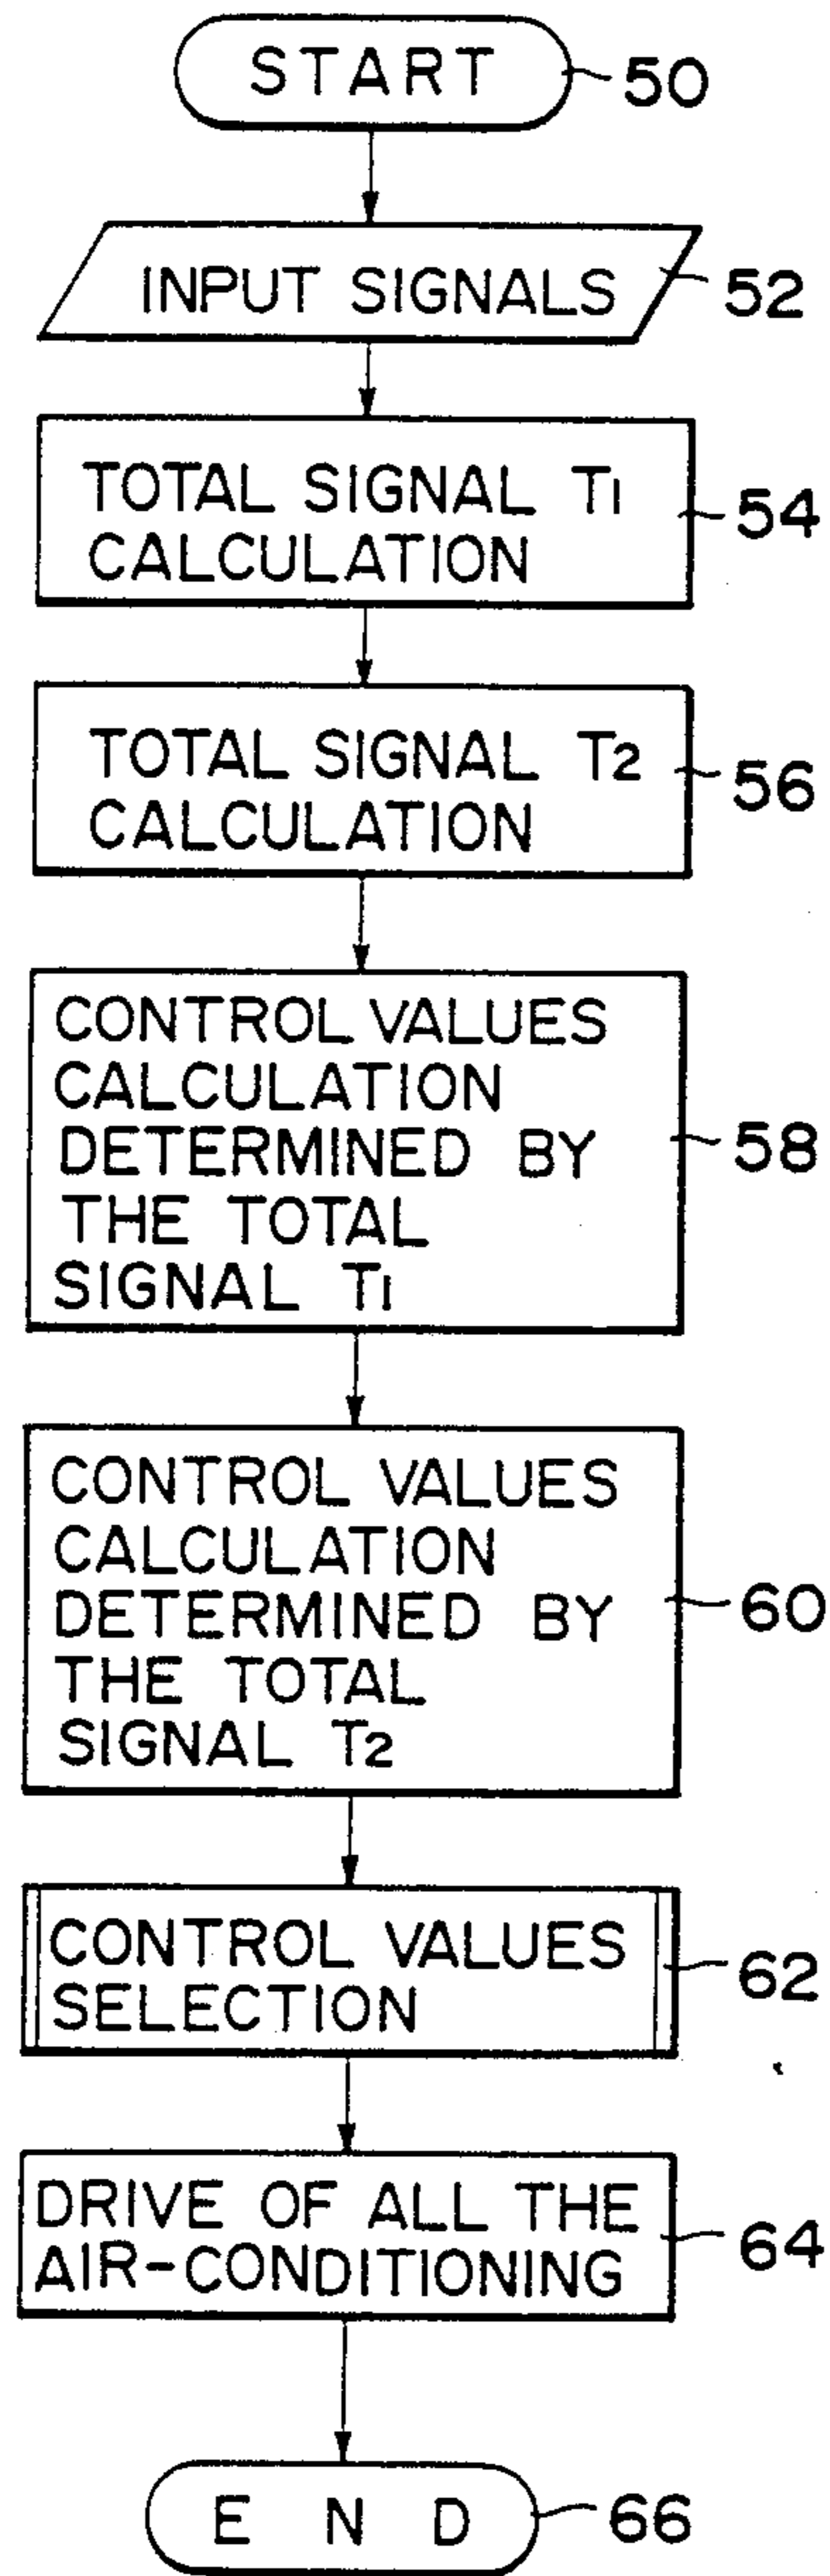 START
50
INPUT SIGNALS
52
TOTAL SIGNAL T1
CALCULATION
54
TOTAL SIGNAL T2
CALCULATION
56
CONTROL VALUES
CALCULATION
DETERMINED BY
THE TOTAL
SIGNAL T1
58
CONTROL VALUES
CALCULATION
DETERMINED BY
THE TOTAL
SIGNAL T2
60
CONTROL VALUES
SELECTION
62
DRIVE OF ALL THE
AIR-CONDITIONING
64
END
66